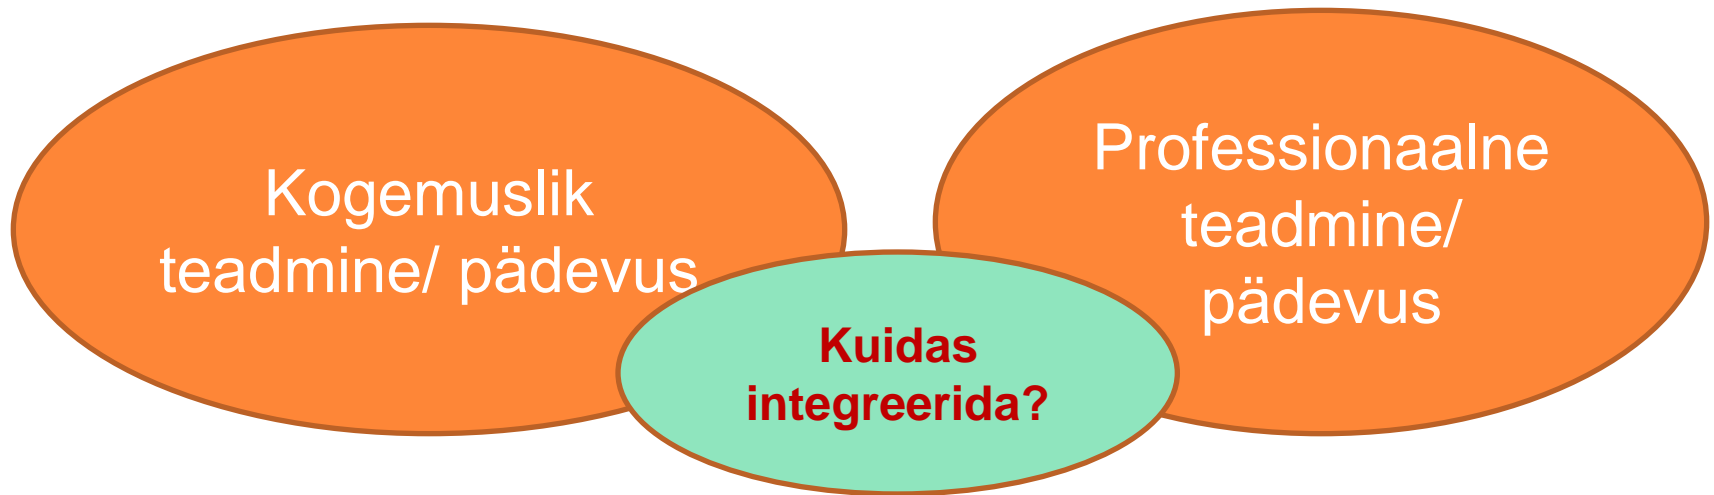 Kogemuslik
teadmine/ pädevus
Professionaalne
teadmine/
pädevus
Kuidas
integreerida?